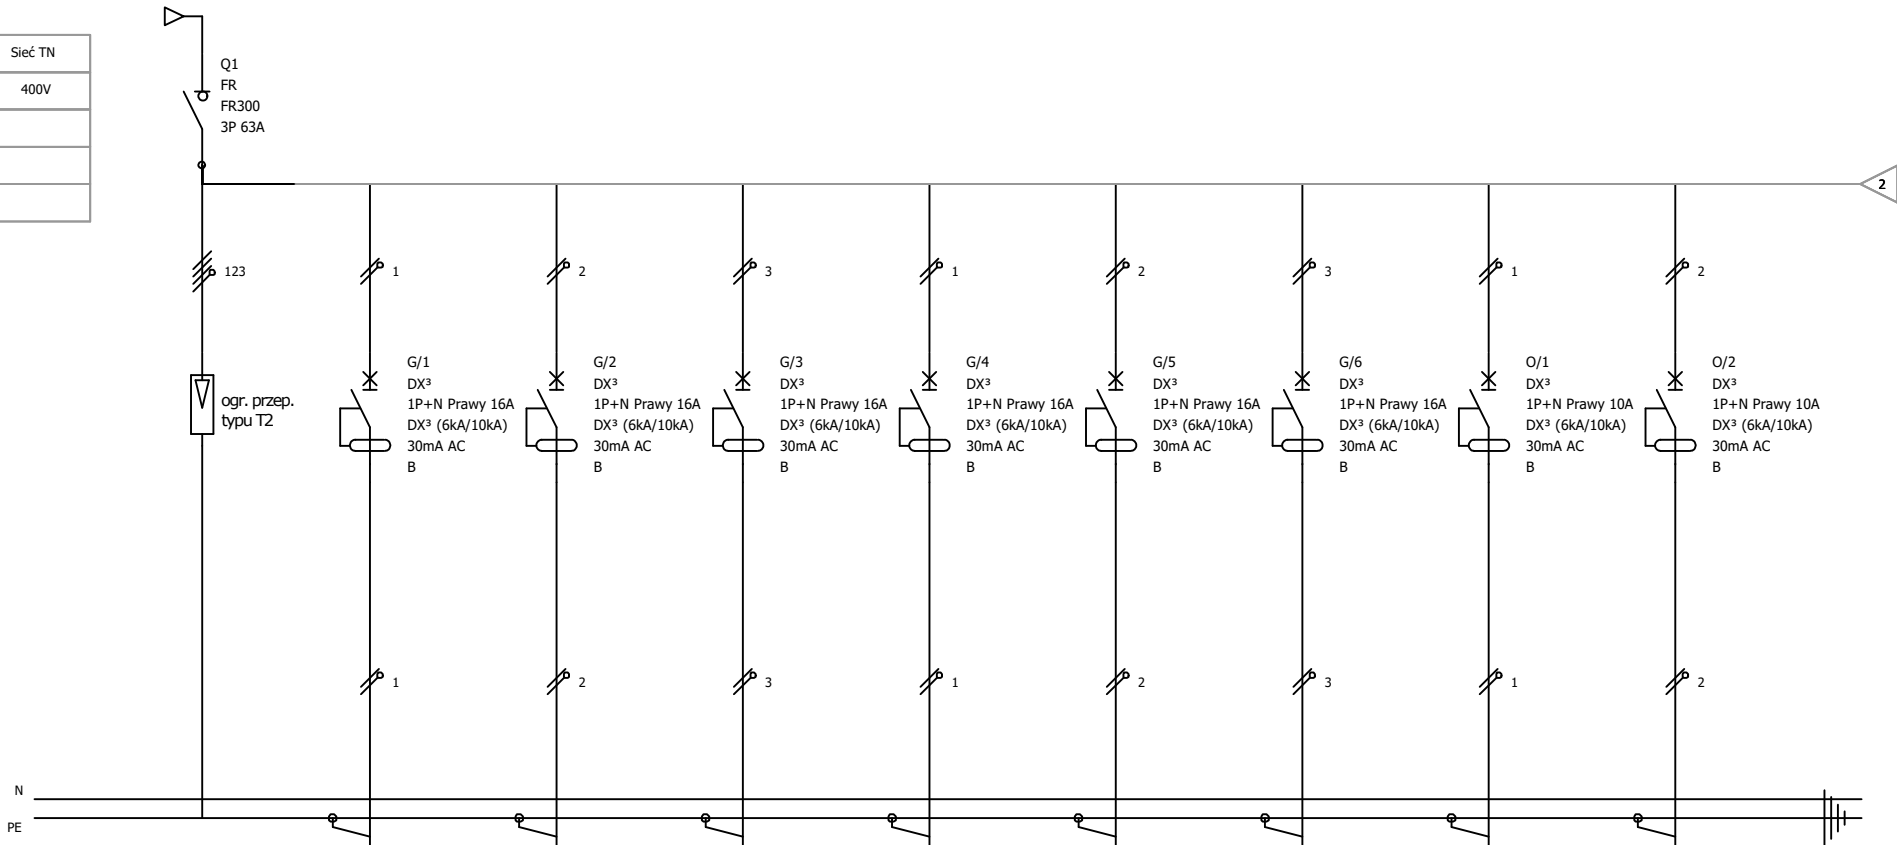 Sieć TN
400V
Q1
FR
FR300
3P 63A
2
123
1
2
3
1
2
3
1
2
ogr. przep.
typu T2
G/1
DX³
1P+N Prawy 16A
DX³ (6kA/10kA)
30mA AC
B
G/2
DX³
1P+N Prawy 16A
DX³ (6kA/10kA)
30mA AC
B
G/3
DX³
1P+N Prawy 16A
DX³ (6kA/10kA)
30mA AC
B
G/4
DX³
1P+N Prawy 16A
DX³ (6kA/10kA)
30mA AC
B
G/5
DX³
1P+N Prawy 16A
DX³ (6kA/10kA)
30mA AC
B
G/6
DX³
1P+N Prawy 16A
DX³ (6kA/10kA)
30mA AC
B
O/1
DX³
1P+N Prawy 10A
DX³ (6kA/10kA)
30mA AC
B
O/2
DX³
1P+N Prawy 10A
DX³ (6kA/10kA)
30mA AC
B
1
2
3
1
2
3
1
2
N
PE